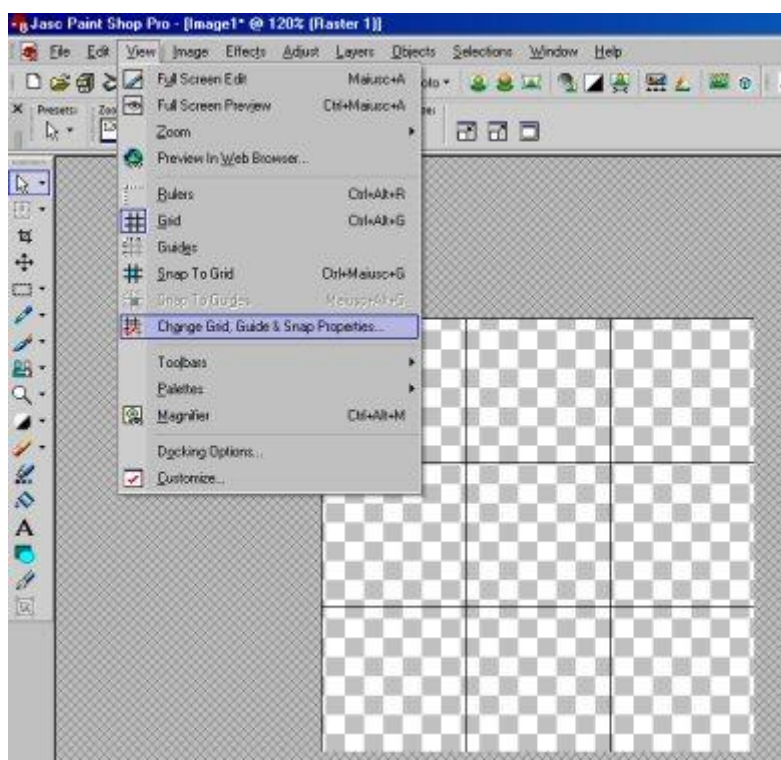 Jasc Paint Shop Pro - [Image1* @ 120% (Raster 1)]
File Edit View Image Effects Adjust Layers Objects Selections Window Help
Presets: Zoo
Full Screen Edit Maiusc+A
Full Screen Preview Ctrl+Maiusc+A
Zoom
Preview In Web Browser...
Rulers Ctrl+Alt+R
Grid Ctrl+Alt+G
Guides
Snap To Grid Ctrl+Maiusc+G
Snap To Guides Maiusc+Alt+G
Change Grid, Guide & Snap Properties...
Toolbars
Palettes
Magnifier Ctrl+Alt+M
Docking Options...
Customize...
A